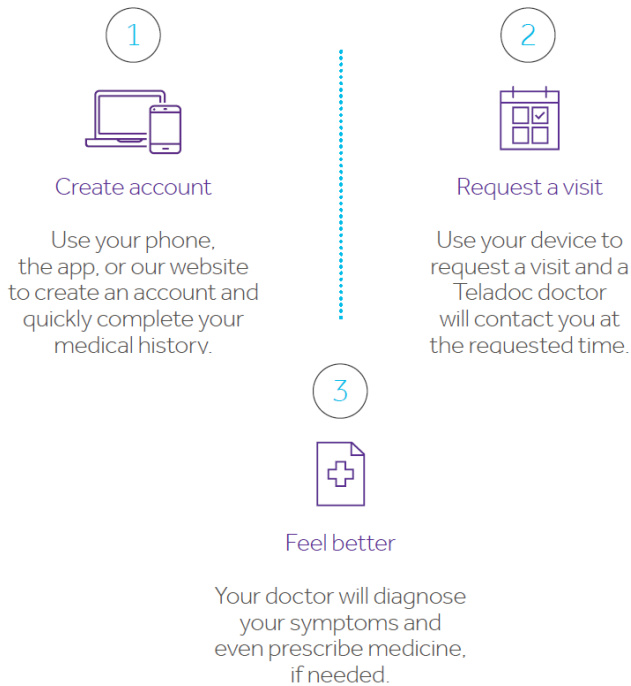 1
Create account
Use your phone,
the app, or our website
to create an account and
quickly complete your
medical history.
2
Request a visit
Use your device to
request a visit and a
Teladoc doctor
will contact you at
the requested time.
3
Feel better
Your doctor will diagnose
your symptoms and
even prescribe medicine,
if needed.